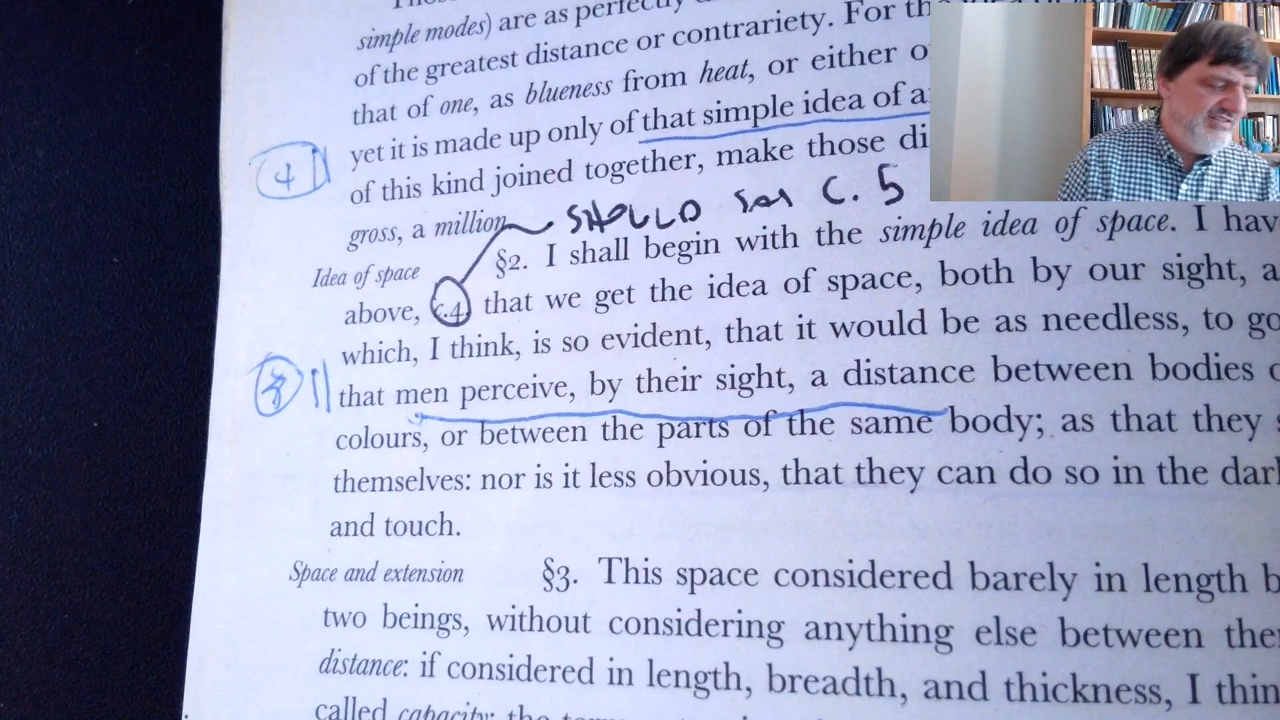 simple modes) are as perfectly
of the greatest distance or contrariety. For th
that of one, as blueness from heat, or either o
yet it is made up only of that simple idea of a
4
of this kind joined together, make those di
gross, a million
SHOULD SAY C. 5
Idea of space
§2. I shall begin with the simple idea of space. I hav
above, c.4, that we get the idea of space, both by our sight, a
which, I think, is so evident, that it would be as needless, to go
that men perceive, by their sight, a distance between bodies o
colours, or between the parts of the same body; as that they s
themselves: nor is it less obvious, that they can do so in the dark
and touch.
Space and extension
§3. This space considered barely in length b
two beings, without considering anything else between the
distance: if considered in length, breadth, and thickness, I thin
called capacity: the